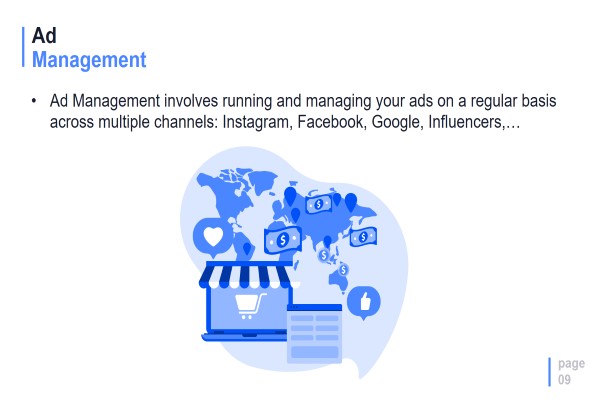 Ad
Management
• Ad Management involves running and managing your ads on a regular basis
across multiple channels: Instagram, Facebook, Google, Influencers,…
$
$
$
$
$
page
09